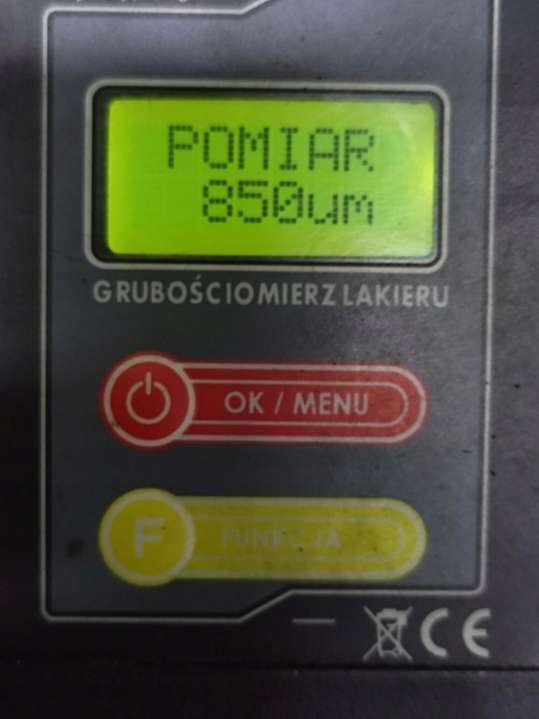 POMIAR
850um
GRUBOŚCIOMIERZ LAKIERU
OK / MENU
F FUNKCJA
CE